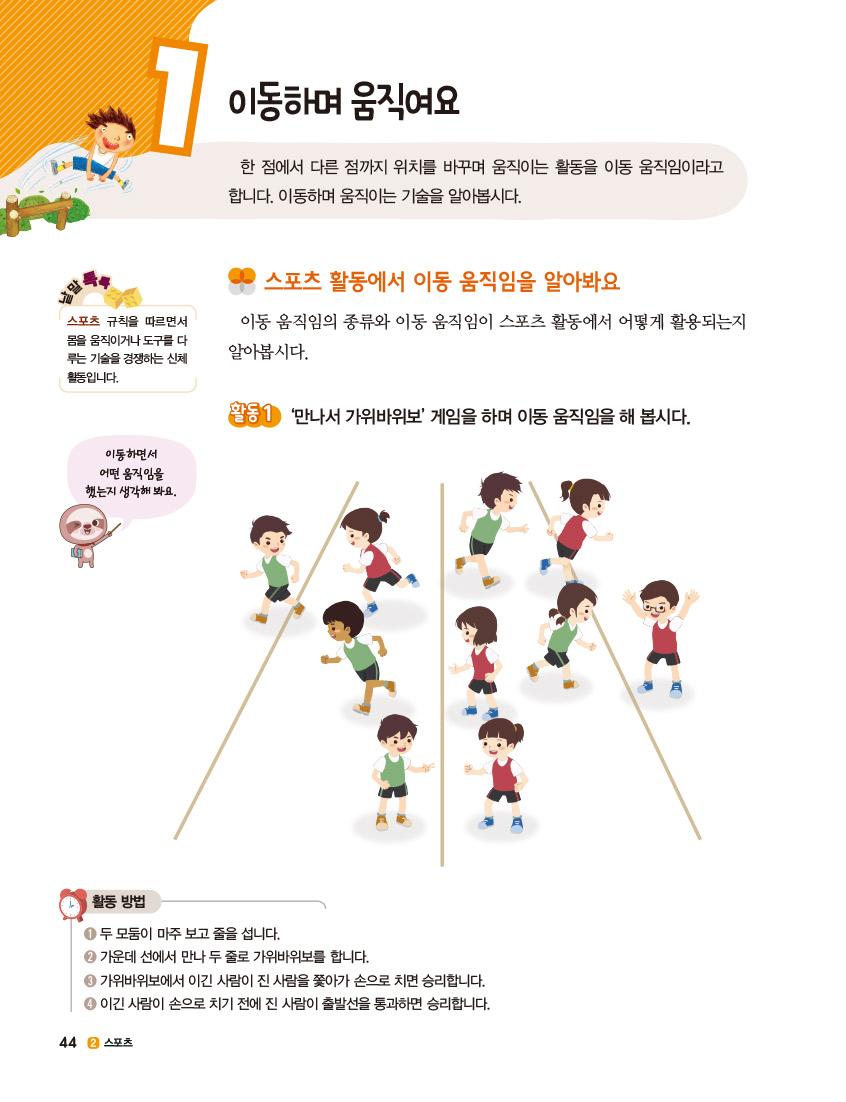 1
이동하며 움직여요
한 점에서 다른 점까지 위치를 바꾸며 움직이는 활동을 이동 움직임이라고
합니다. 이동하며 움직이는 기술을 알아봅시다.
스포츠 활동에서 이동 움직임을 알아봐요
이동 움직임의 종류와 이동 움직임이 스포츠 활동에서 어떻게 활용되는지
알아봅시다.
낱말 톡톡
스포츠 규칙을 따르면서
몸을 움직이거나 도구를 다
루는 기술을 경쟁하는 신체
활동입니다.
활동 1 ‘만나서 가위바위보’ 게임을 하며 이동 움직임을 해 봅시다.
이동하면서
어떤 움직임을
했는지 생각해 봐요.
활동 방법
1 두 모둠이 마주 보고 줄을 섭니다.
2 가운데 선에서 만나 두 줄로 가위바위보를 합니다.
3 가위바위보에서 이긴 사람이 진 사람을 쫓아가 손으로 치면 승리합니다.
4 이긴 사람이 손으로 치기 전에 진 사람이 출발선을 통과하면 승리합니다.
44 2 스포츠